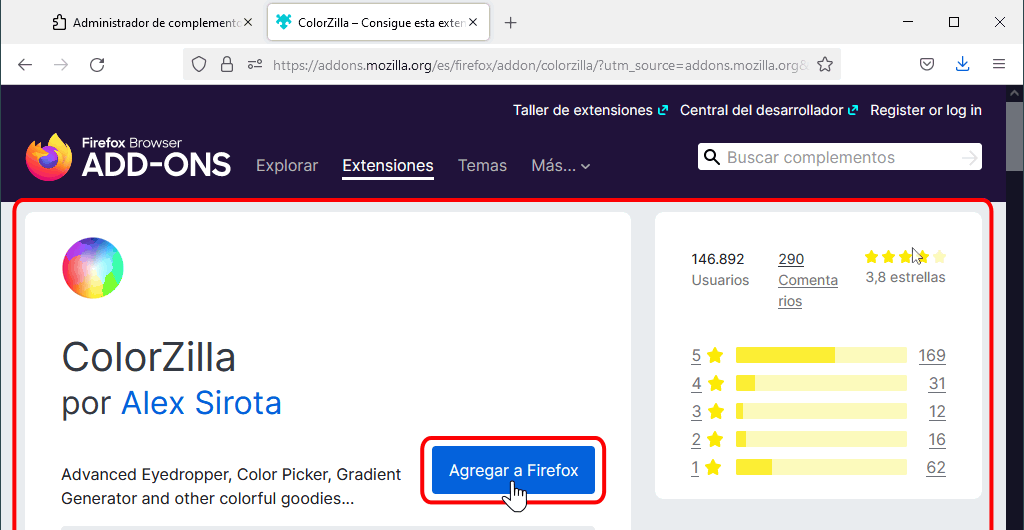 Administrador de complemento
ColorZilla – Consigue esta exten
https://addons.mozilla.org/es/firefox/addon/colorzilla/?utm_source=addons.mozilla.org&
Taller de extensiones Central del desarrollador Register or log in
Firefox Browser
ADD-ONS
Explorar Extensiones Temas Más...
Buscar complementos
ColorZilla
por Alex Sirota
Advanced Eyedropper, Color Picker, Gradient
Generator and other colorful goodies...
Agregar a Firefox
146.892
Usuarios
290
Comenta
rios
3,8 estrellas
5 169
4 31
3 12
2 16
1 62